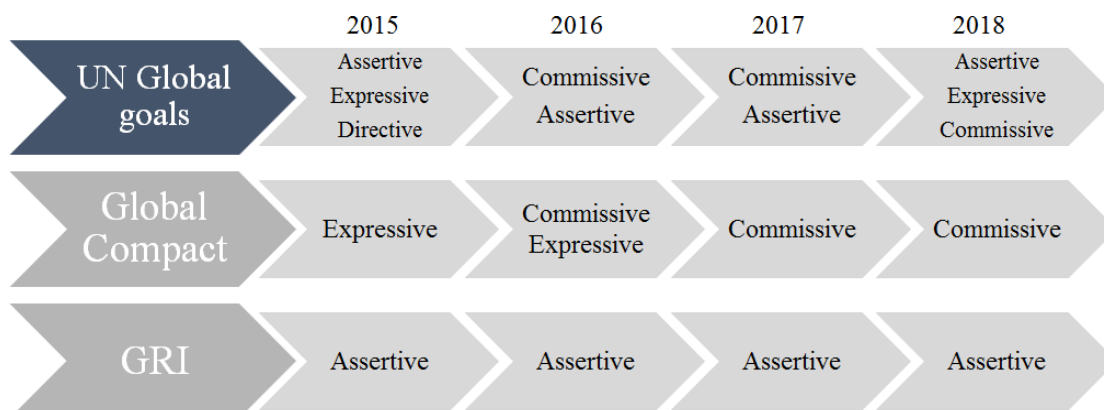 2015 2016 2017 2018
UN Global
goals
Assertive
Expressive
Directive
Commissive
Assertive
Commissive
Assertive
Assertive
Expressive
Commissive
Global
Compact
Expressive
Commissive
Expressive
Commissive
Commissive
GRI
Assertive
Assertive
Assertive
Assertive